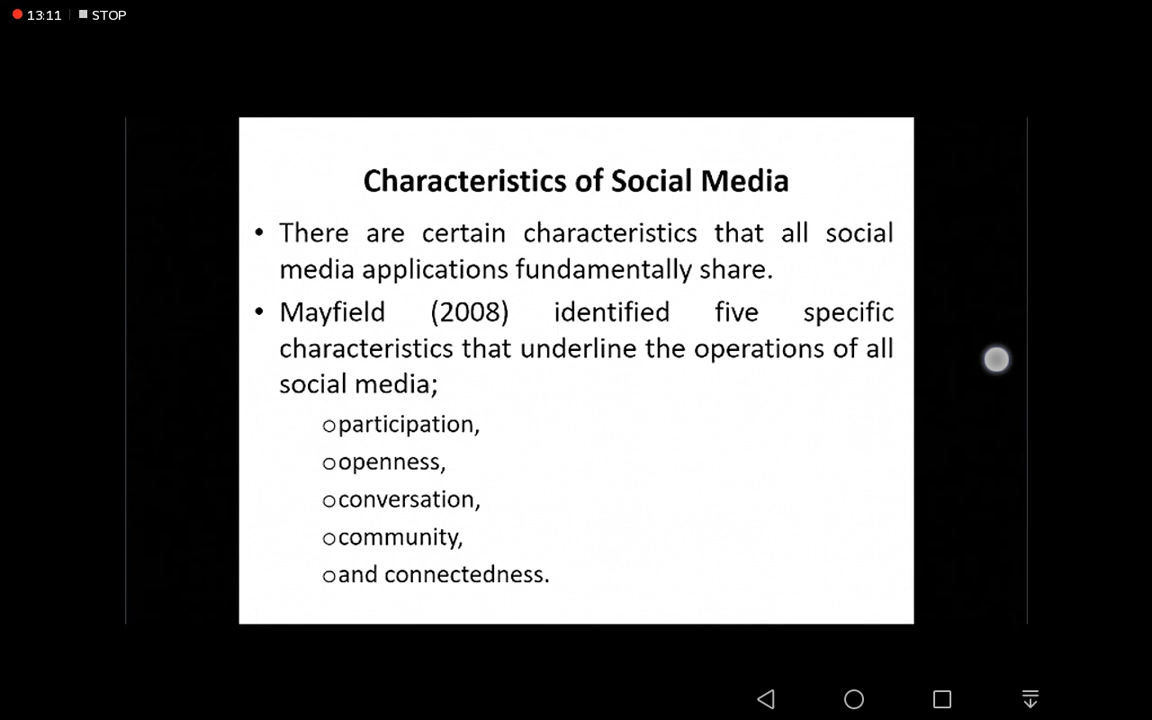 13:11 STOP
Characteristics of Social Media
• There are certain characteristics that all social
media applications fundamentally share.
• Mayfield (2008) identified five specific
characteristics that underline the operations of all
social media;
o participation,
o openness,
o conversation,
o community,
o and connectedness.